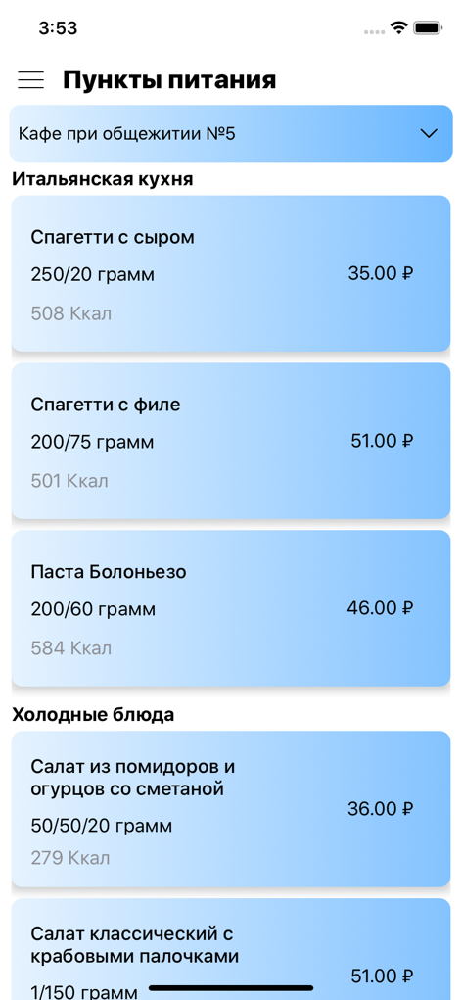 3:53
Пункты питания
Кафе при общежитии №5
Итальянская кухня
Спагетти с сыром
250/20 грамм
35.00 ₽
508 Ккал
Спагетти с филе
200/75 грамм
51.00 ₽
501 Ккал
Паста Болоньезо
200/60 грамм
46.00 ₽
584 Ккал
Холодные блюда
Салат из помидоров и
огурцов со сметаной
36.00 ₽
50/50/20 грамм
279 Ккал
Салат классический с
крабовыми палочками
51.00 ₽
1/150 грамм